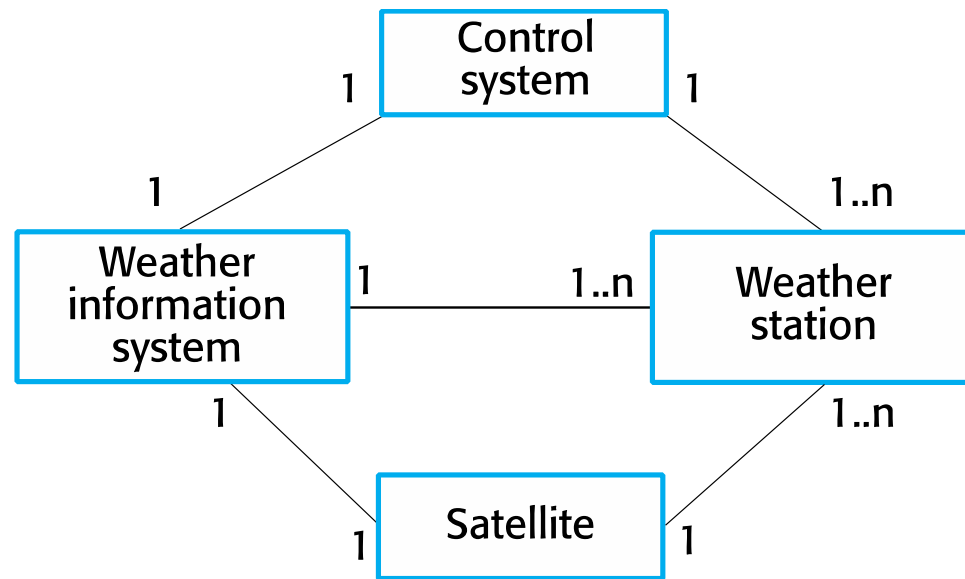 Control
system
1
1
1
1..n
Weather
information
system
1
1..n
Weather
station
1
1..n
Satellite
1
1